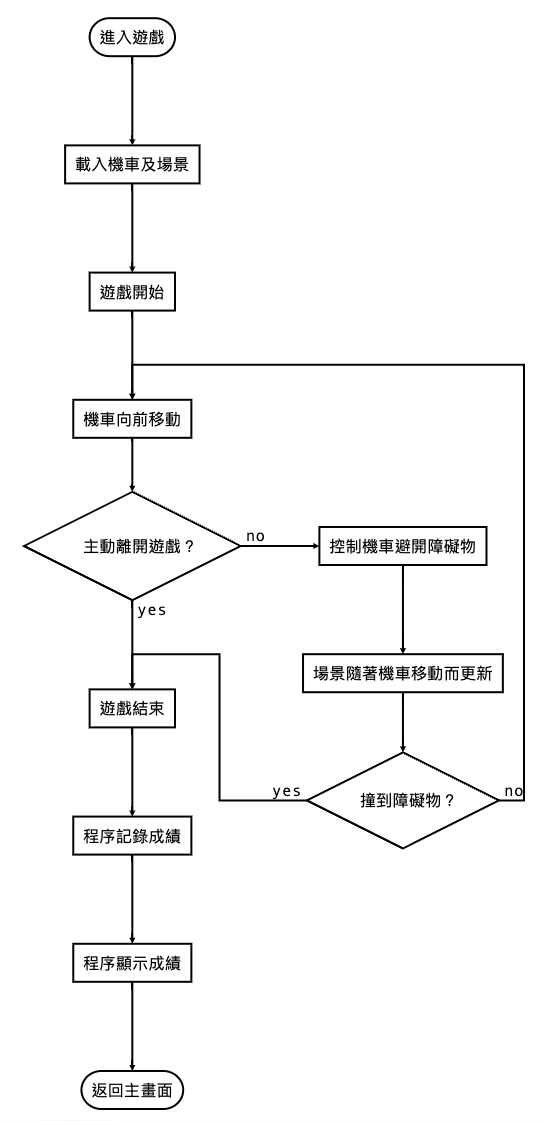 進入遊戲
載入機車及場景
遊戲開始
機車向前移動
主動離開遊戲？
no
控制機車避開障礙物
yes
場景隨著機車移動而更新
遊戲結束
yes
撞到障礙物？
no
程序記錄成績
程序顯示成績
返回主畫面